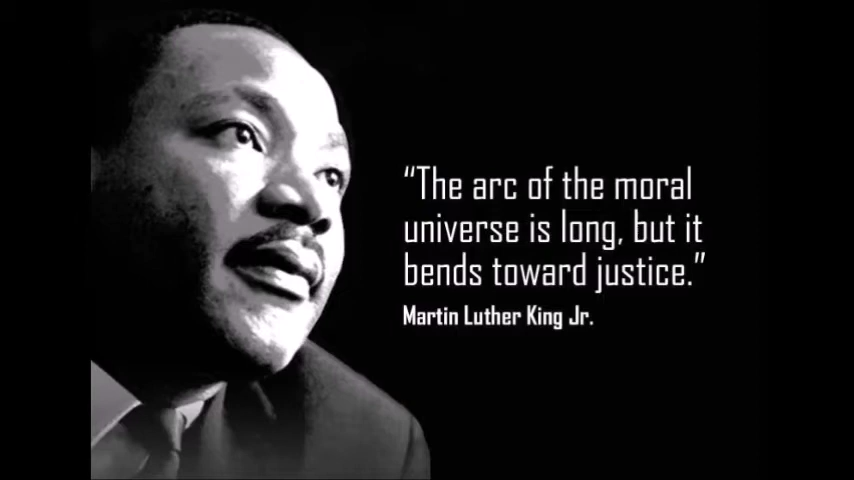 “The arc of the moral
universe is long, but it
bends toward justice.”
Martin Luther King Jr.